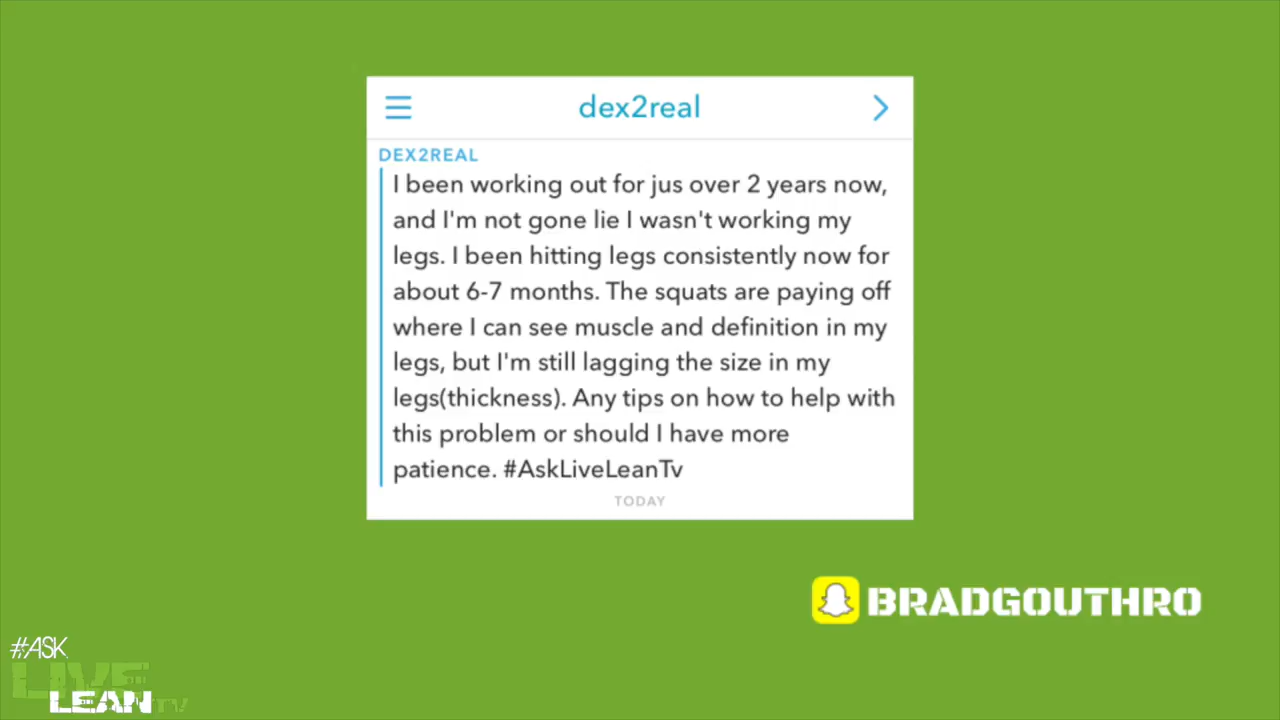 dex2real
DEX2REAL
I been working out for jus over 2 years now,
and I'm not gone lie I wasn't working my
legs. I been hitting legs consistently now for
about 6-7 months. The squats are paying off
where I can see muscle and definition in my
legs, but I'm still lagging the size in my
legs(thickness). Any tips on how to help with
this problem or should I have more
patience. #AskLiveLeanTv
TODAY
BRADGOUTHRO
#ASK
LIVE
LEAN TV